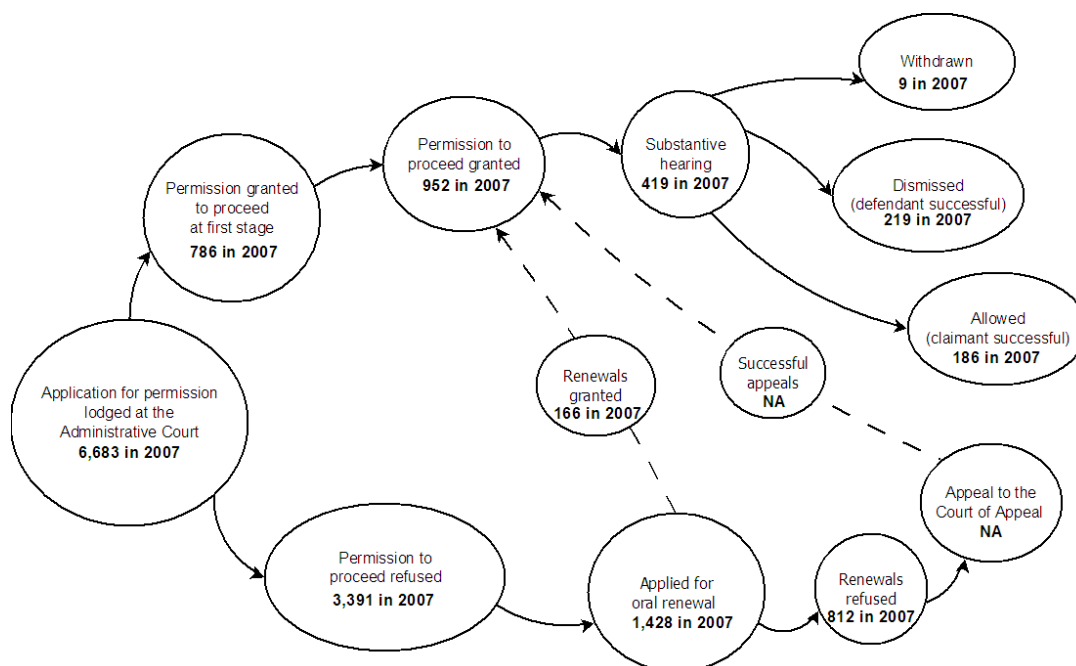 Withdrawn
9 in 2007
Permission to
proceed granted
952 in 2007
Substantive
hearing
419 in 2007
Permission granted
to proceed
at first stage
786 in 2007
Dismissed
(defendant successful)
219 in 2007
Allowed
(claimant successful)
186 in 2007
Renewals
granted
166 in 2007
Successful
appeals
NA
Application for permission
lodged at the
Administrative Court
6,683 in 2007
Appeal to the
Court of Appeal
NA
Permission to
proceed refused
3,391 in 2007
Applied for
oral renewal
1,428 in 2007
Renewals
refused
812 in 2007